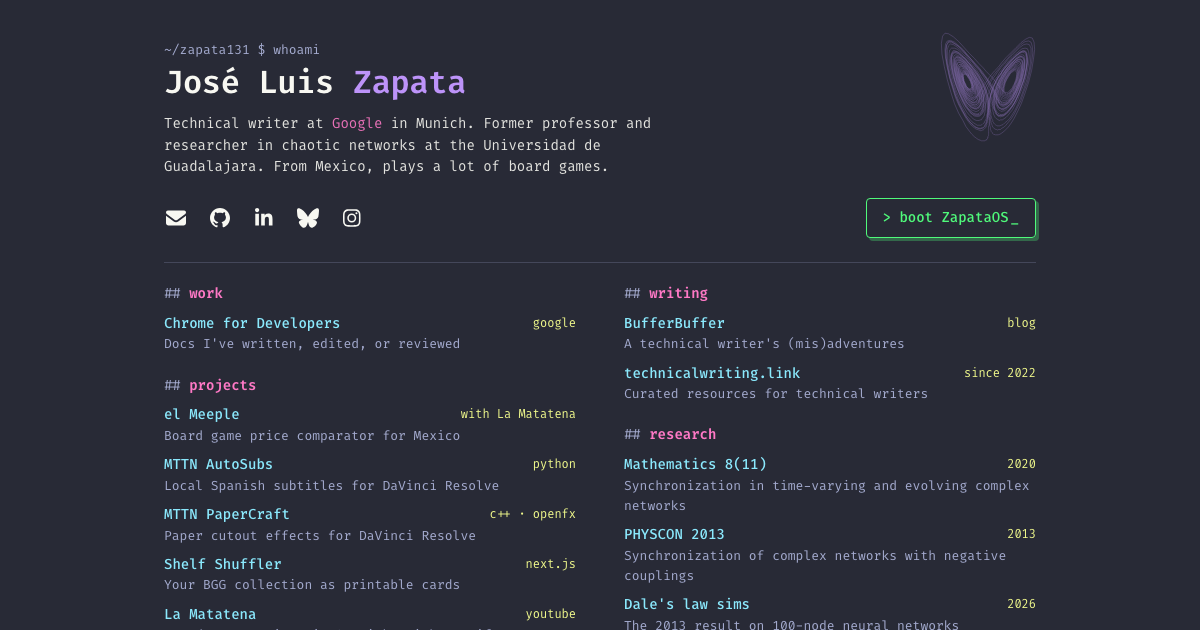 ~/zapata131 $ whoami
José Luis Zapata
Technical writer at Google in Munich. Former professor and
researcher in chaotic networks at the Universidad de
Guadalajara. From Mexico, plays a lot of board games.
> boot ZapataOS_
## work
Chrome for Developers google
Docs I've written, edited, or reviewed
## projects
el Meeple with La Matatena
Board game price comparator for Mexico
MTTN AutoSubs python
Local Spanish subtitles for DaVinci Resolve
MTTN PaperCraft c++ · openfx
Paper cutout effects for DaVinci Resolve
Shelf Shuffler next.js
Your BGG collection as printable cards
La Matatena youtube
## writing
BufferBuffer blog
A technical writer's (mis)adventures
technicalwriting.link since 2022
Curated resources for technical writers
## research
Mathematics 8(11) 2020
Synchronization in time-varying and evolving complex
networks
PHYSCON 2013 2013
Synchronization of complex networks with negative
couplings
Dale's law sims 2026
The 2013 result on 100-node neural networks